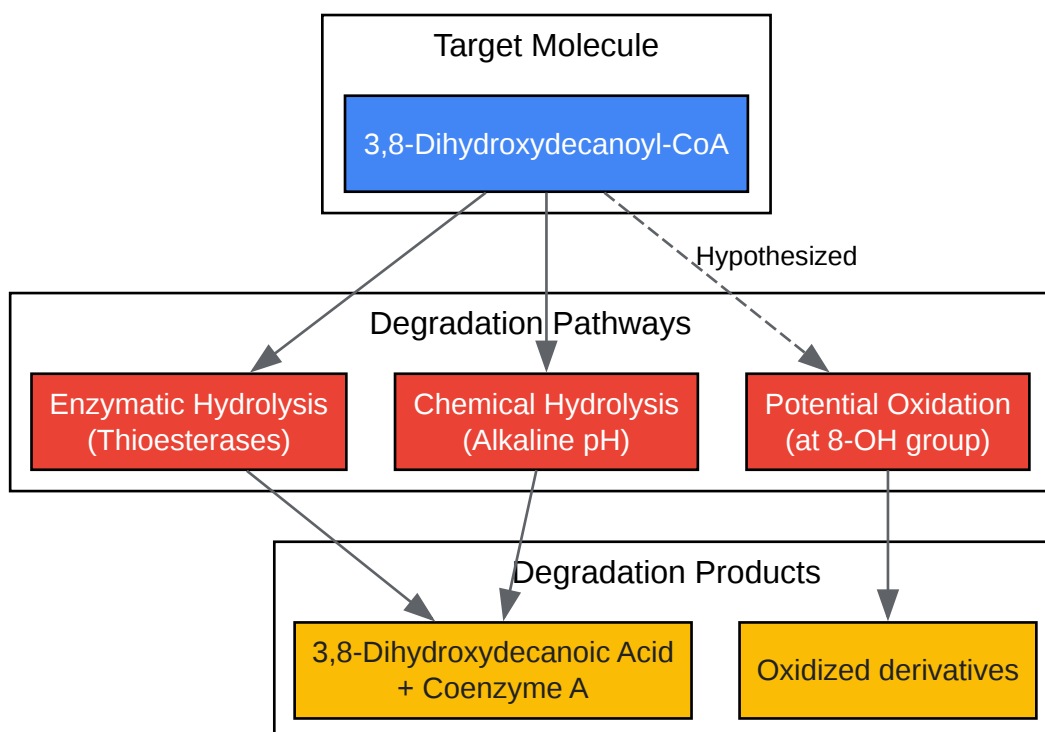 Target Molecule
3,8-Dihydroxydecanoyl-CoA
Hypothesized
Degradation Pathways
Enzymatic Hydrolysis
(Thioesterases)
Chemical Hydrolysis
(Alkaline pH)
Potential Oxidation
(at 8-OH group)
Degradation Products
3,8-Dihydroxydecanoic Acid
+ Coenzyme A
Oxidized derivatives